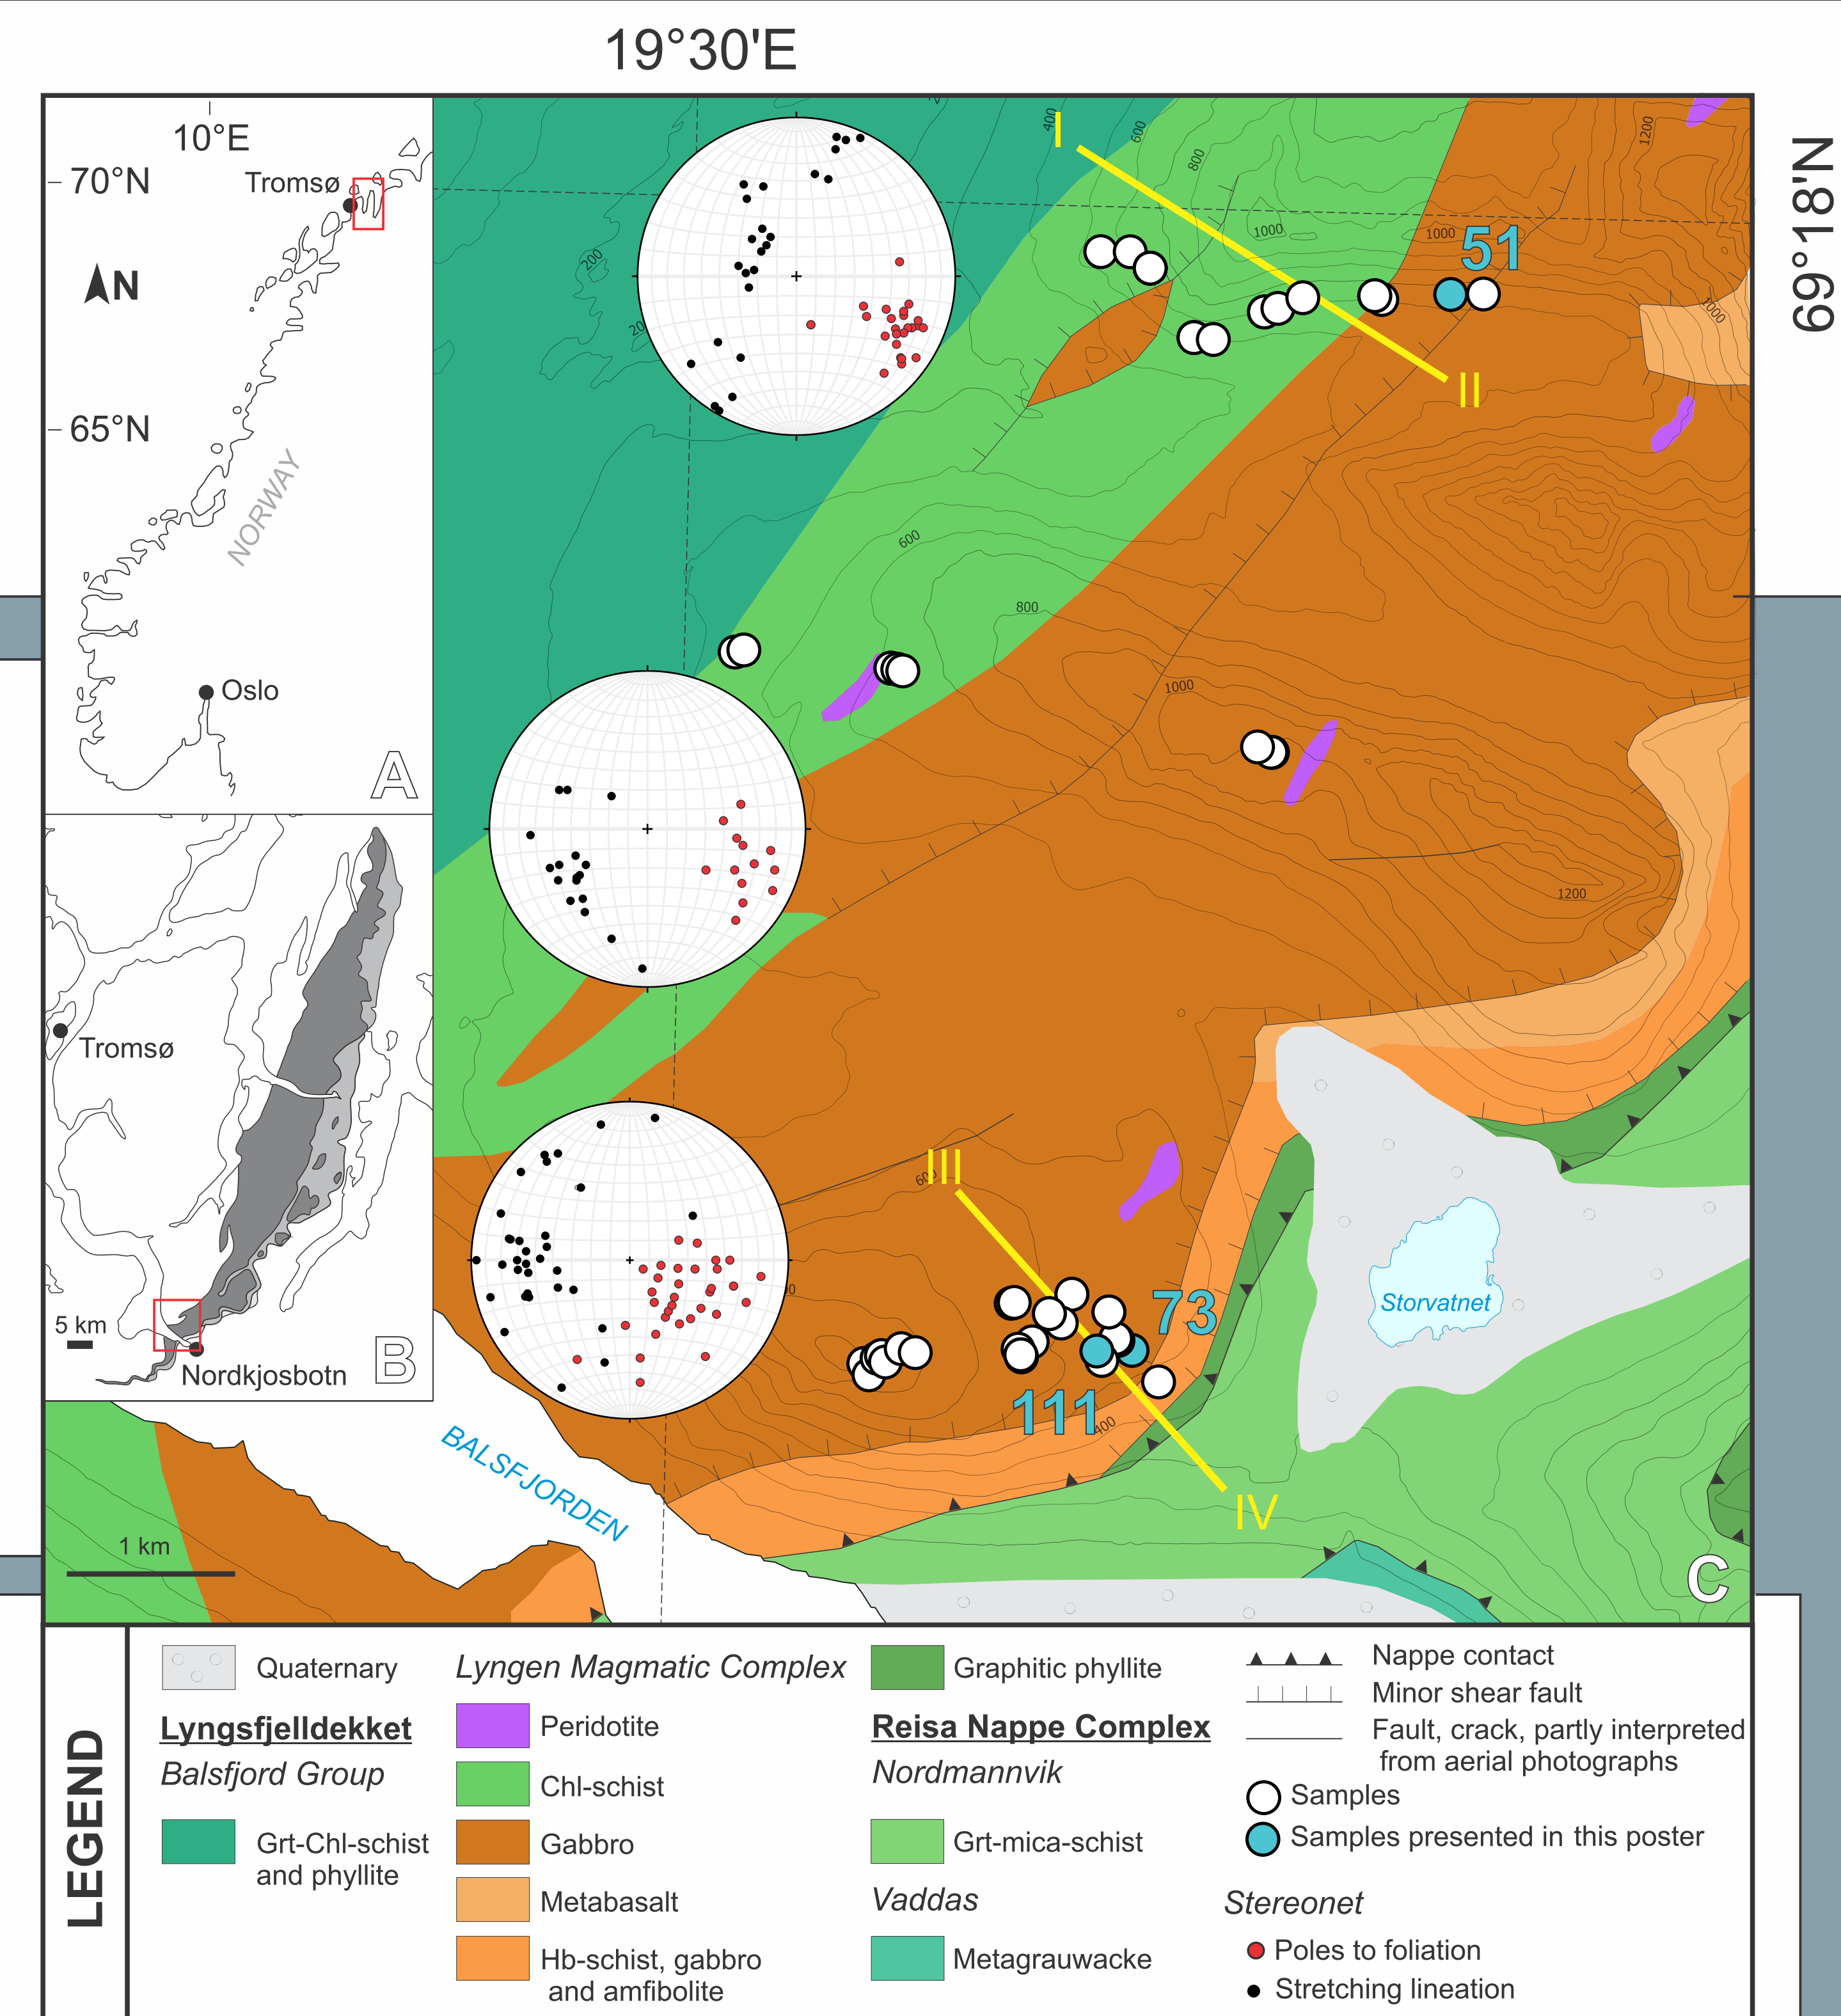 19°30'E
69°18'N
10°E
70°N
Tromsø
N
65°N
NORWAY
Oslo
A
Tromsø
5 km
Nordkjosbotn
B
400
600
800
1200
I
200
1000
1000
51
1000
II
600
800
1000
1200
III
600
73
111
400
Storvatnet
IV
BALSFJORDEN
1 km
C
LEGEND
Quaternary
Lyngsfjelldekket
Balsfjord Group
Grt-Chl-schist
and phyllite
Lyngen Magmatic Complex
Peridotite
Chl-schist
Gabbro
Metabasalt
Hb-schist, gabbro
and amfibolite
Graphitic phyllite
Reisa Nappe Complex
Nordmannvik
Grt-mica-schist
Vaddas
Metagrauwacke
Nappe contact
Minor shear fault
Fault, crack, partly interpreted
from aerial photographs
Samples
Samples presented in this poster
Stereonet
Poles to foliation
Stretching lineation